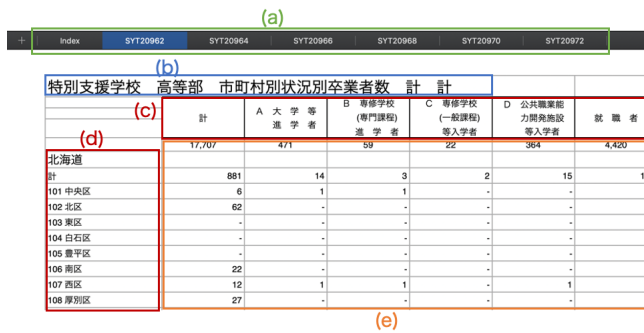 (a)
+ Index SYT20962 SYT20964 SYT20966 SYT20968 SYT20970 SYT20972
(b)
特別支援学校 高等部 市町村別状況別卒業者数 計 計
(c)
計
A 大学等
進学者
B 専修学校
(専門課程)
進学者
C 専修学校
(一般課程)
等入学者
D 公共職業能
力開発施設
等入学者
就職者
(d)
17,707 471 59 22 364 4,420
北海道
計 881 14 3 2 15 1
101 中央区 6 1 1 - -
102 北区 62 - - - -
103 東区 - - - - -
104 白石区 - - - - -
105 豊平区 - - - - -
106 南区 22 - - - -
107 西区 12 1 1 - 1
108 厚別区 27 - - - -
(e)